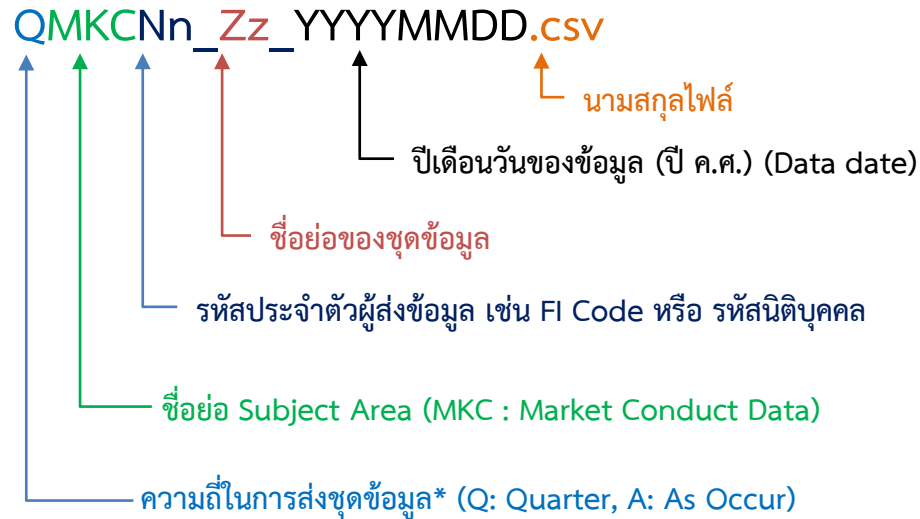 QMKCNn_Zz_YYYYMMDD.csv
นามสกุลไฟล์
ปีเดือนวันของข้อมูล (ปี ค.ศ.) (Data date)
ชื่อย่อของชุดข้อมูล
รหัสประจำตัวผู้ส่งข้อมูล เช่น FI Code หรือ รหัสนิติบุคคล
ชื่อย่อ Subject Area (MKC : Market Conduct Data)
ความถี่ในการส่งชุดข้อมูล* (Q: Quarter, A: As Occur)